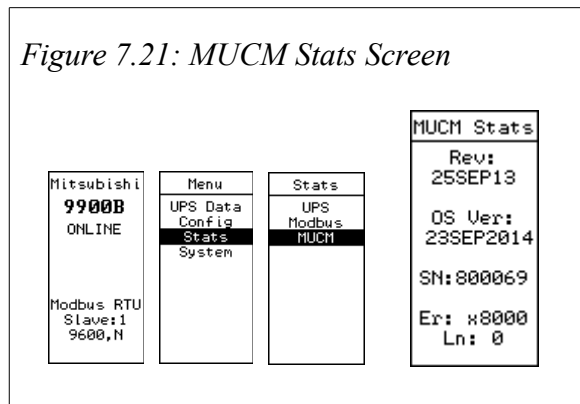 Figure 7.21: MUCM Stats Screen
Mitsubishi
9900B
ONLINE
Modbus RTU
Slave:1
9600,N
Menu
UPS Data
Config
Stats
System
Stats
UPS
Modbus
MUCM
MUCM Stats
Rev:
25SEP13
OS Ver:
23SEP2014
SN:800069
Er: x8000
Ln: 0